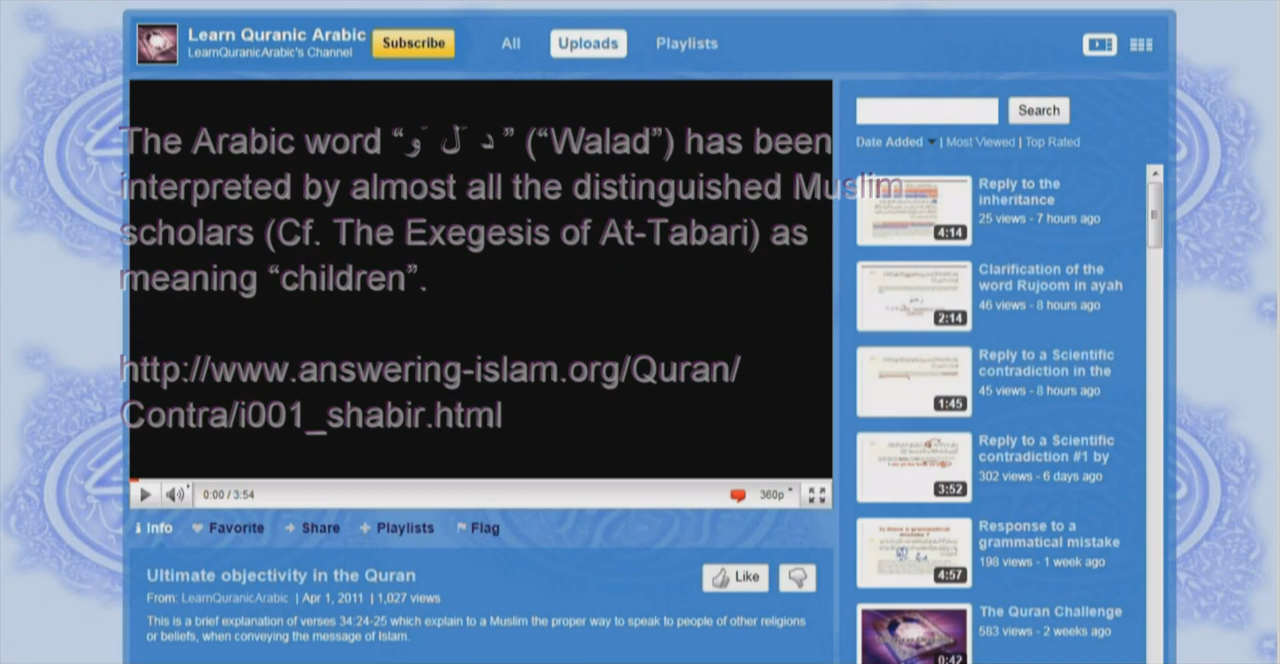 Learn Quranic Arabic
LearnQuranicArabic's Channel
Subscribe
All
Uploads
Playlists
The Arabic word “وَ لَ د” (“Walad”) has been
interpreted by almost all the distinguished Muslim
scholars (Cf. The Exegesis of At-Tabari) as
meaning “children”.
http://www.answering-islam.org/Quran/
Contra/i001_shabir.html
Search
Date Added | Most Viewed | Top Rated
Reply to the
inheritance
25 views - 7 hours ago
4:14
Clarification of the
word Rujoom in ayah
46 views - 8 hours ago
2:14
Reply to a Scientific
contradiction in the
45 views - 8 hours ago
1:45
Reply to a Scientific
contradiction #1 by
302 views - 6 days ago
3:52
Response to a
grammatical mistake
198 views - 1 week ago
4:57
The Quran Challenge
583 views - 2 weeks ago
0:42
0:00 / 3:54
360p
Info
Favorite
Share
Playlists
Flag
Ultimate objectivity in the Quran
Like
From: LearnQuranicArabic | Apr 1, 2011 | 1,027 views
This is a brief explanation of verses 34:24-25 which explain to a Muslim the proper way to speak to people of other religions
or beliefs, when conveying the message of Islam.